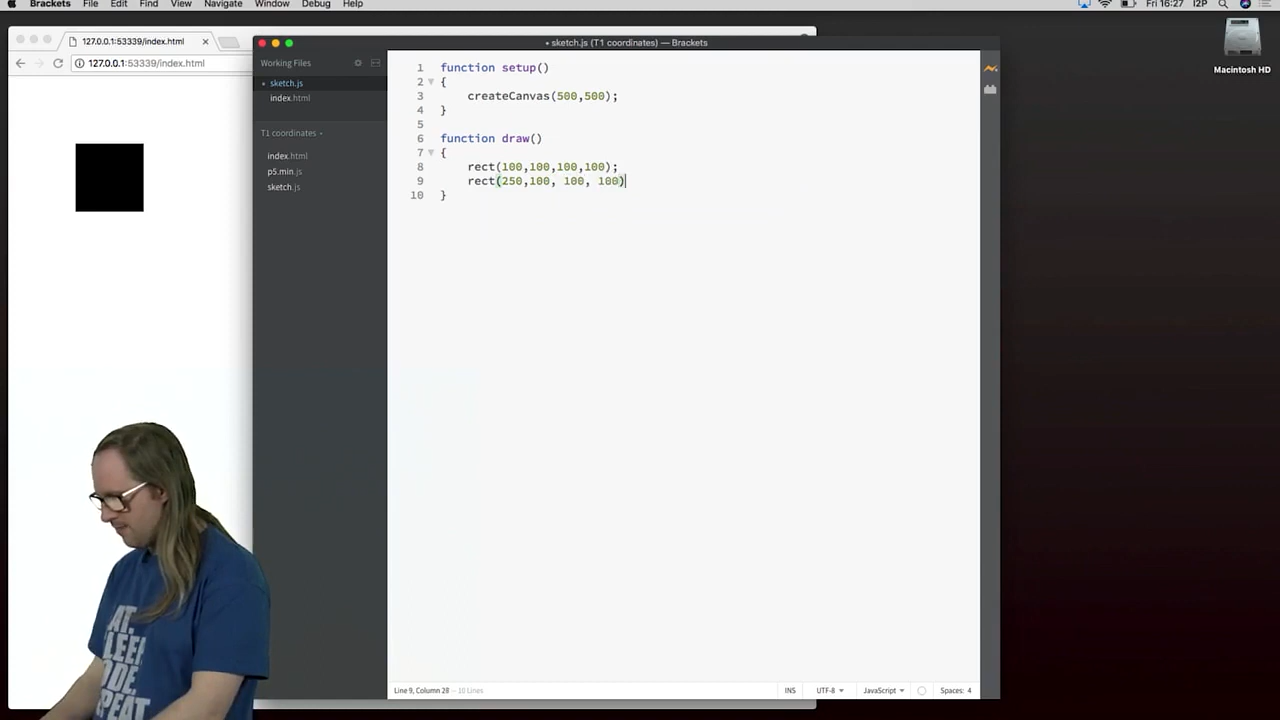 Brackets File Edit Find View Navigate Window Debug Help Fri 16:27 I2P
127.0.0.1:53339/index.html
127.0.0.1:53339/index.html
• sketch.js (T1 coordinates) — Brackets
Macintosh HD
Working Files
• sketch.js
index.html
T1 coordinates
index.html
p5.min.js
sketch.js
1 function setup()
2 {
3 createCanvas(500,500);
4 }
5
6 function draw()
7 {
8 rect(100,100,100,100);
9 rect(250,100, 100, 100)
10 }
Line 9, Column 28 — 10 Lines
INS UTF-8 JavaScript Spaces: 4